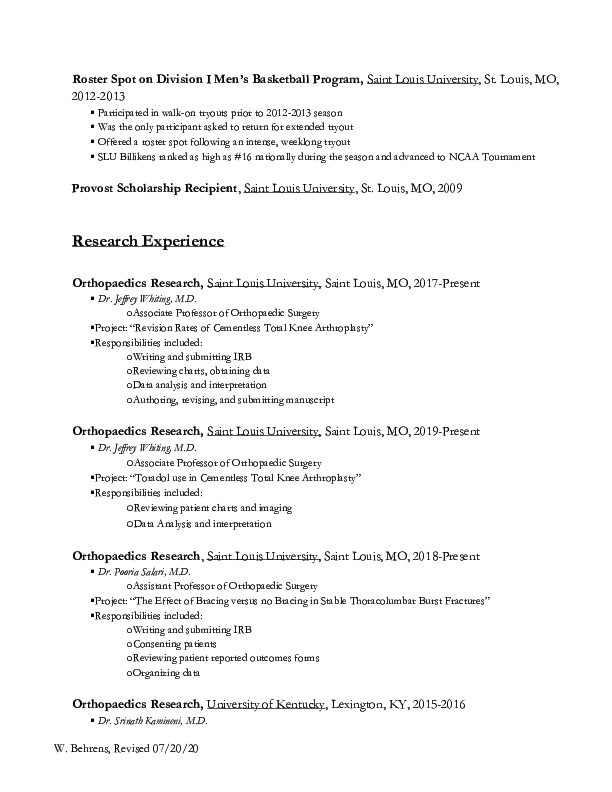 Roster Spot on Division I Men's Basketball Program, Saint Louis University, St. Louis, MO,
2012-2013
▪ Participated in walk-on tryouts prior to 2012-2013 season
▪ Was the only participant asked to return for extended tryout
▪ Offered a roster spot following an intense, weeklong tryout
▪ SLU Billikens ranked as high as #16 nationally during the season and advanced to NCAA Tournament
Provost Scholarship Recipient, Saint Louis University, St. Louis, MO, 2009
Research Experience
Orthopaedics Research, Saint Louis University, Saint Louis, MO, 2017-Present
▪ Dr. Jeffrey Whiting, M.D.
oAssociate Professor of Orthopaedic Surgery
▪Project: “Revision Rates of Cementless Total Knee Arthroplasty”
▪Responsibilities included:
oWriting and submitting IRB
oReviewing charts, obtaining data
oData analysis and interpretation
oAuthoring, revising, and submitting manuscript
Orthopaedics Research, Saint Louis University, Saint Louis, MO, 2019-Present
▪ Dr. Jeffrey Whiting, M.D.
oAssociate Professor of Orthopaedic Surgery
▪Project: “Toradol use in Cementless Total Knee Arthroplasty”
▪Responsibilities included:
oReviewing patient charts and imaging
oData Analysis and interpretation
Orthopaedics Research, Saint Louis University, Saint Louis, MO, 2018-Present
▪ Dr. Pooria Salari, M.D.
oAssistant Professor of Orthopaedic Surgery
▪Project: “The Effect of Bracing versus no Bracing in Stable Thoracolumbar Burst Fractures”
▪Responsibilities included:
oWriting and submitting IRB
oConsenting patients
oReviewing patient reported outcomes forms
oOrganizing data
Orthopaedics Research, University of Kentucky, Lexington, KY, 2015-2016
▪ Dr. Srinath Kamineni, M.D.
W. Behrens, Revised 07/20/20